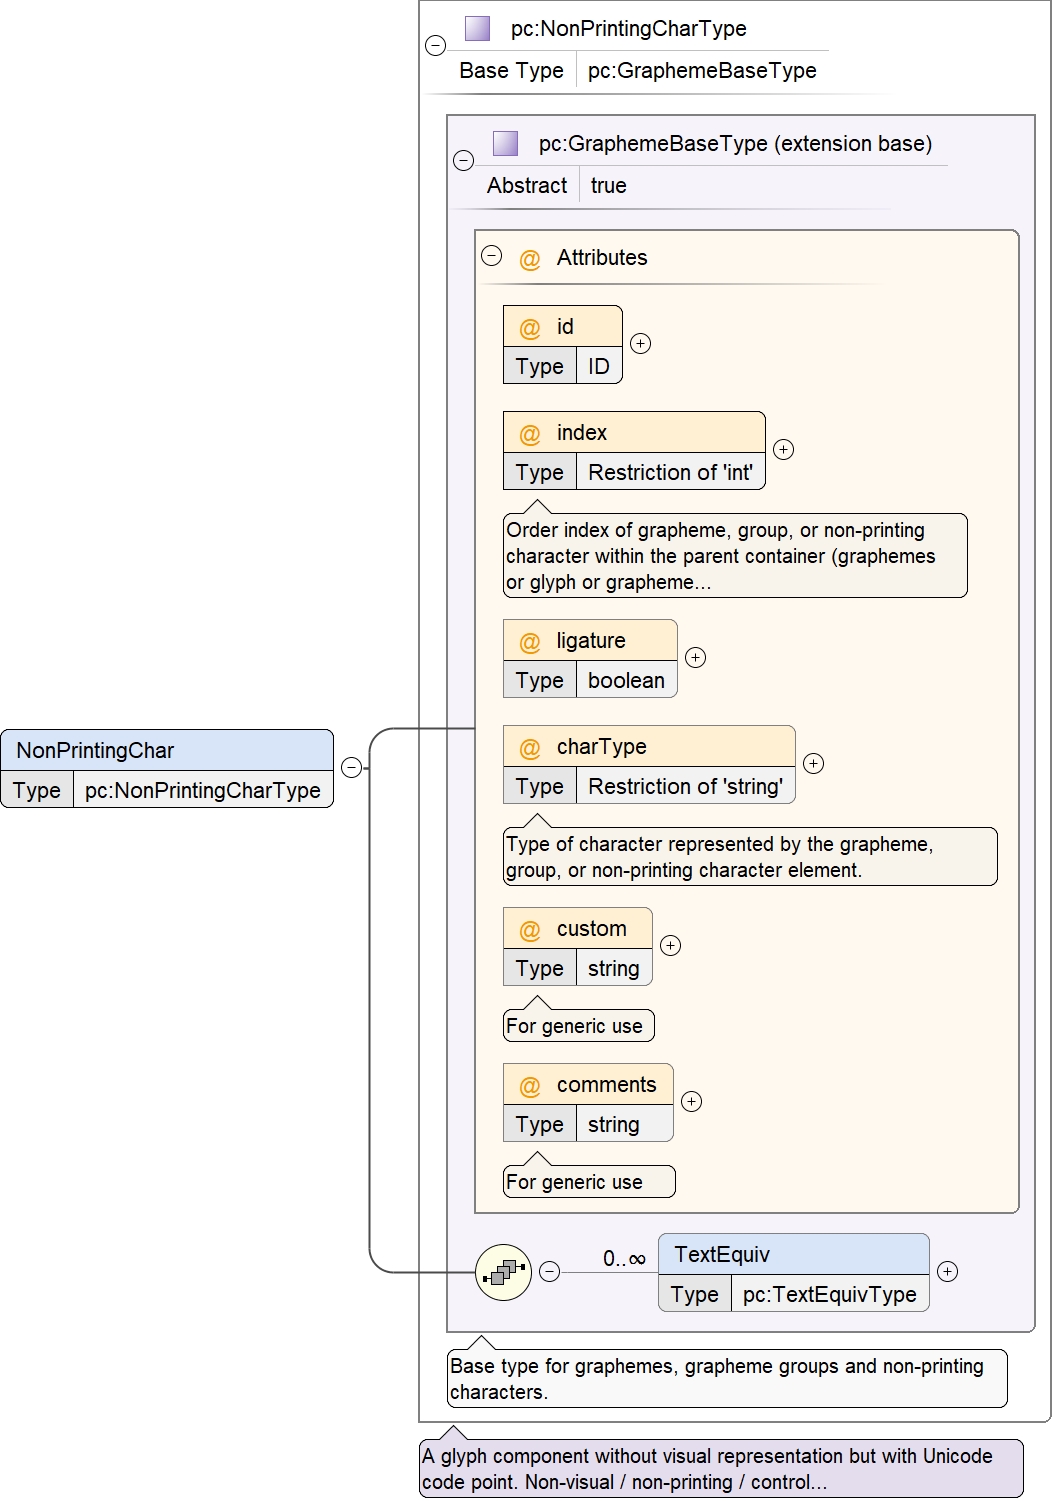 pc:NonPrintingCharType
Base Type pc:GraphemeBaseType
pc:GraphemeBaseType (extension base)
Abstract true
@ Attributes
@ id
Type ID
@ index
Type Restriction of 'int'
Order index of grapheme, group, or non-printing
character within the parent container (graphemes
or glyph or grapheme...
@ ligature
Type boolean
@ charType
Type Restriction of 'string'
Type of character represented by the grapheme,
group, or non-printing character element.
NonPrintingChar
Type pc:NonPrintingCharType
@ custom
Type string
For generic use
@ comments
Type string
For generic use
0..∞
TextEquiv
Type pc:TextEquivType
Base type for graphemes, grapheme groups and non-printing
characters.
A glyph component without visual representation but with Unicode
code point. Non-visual / non-printing / control...